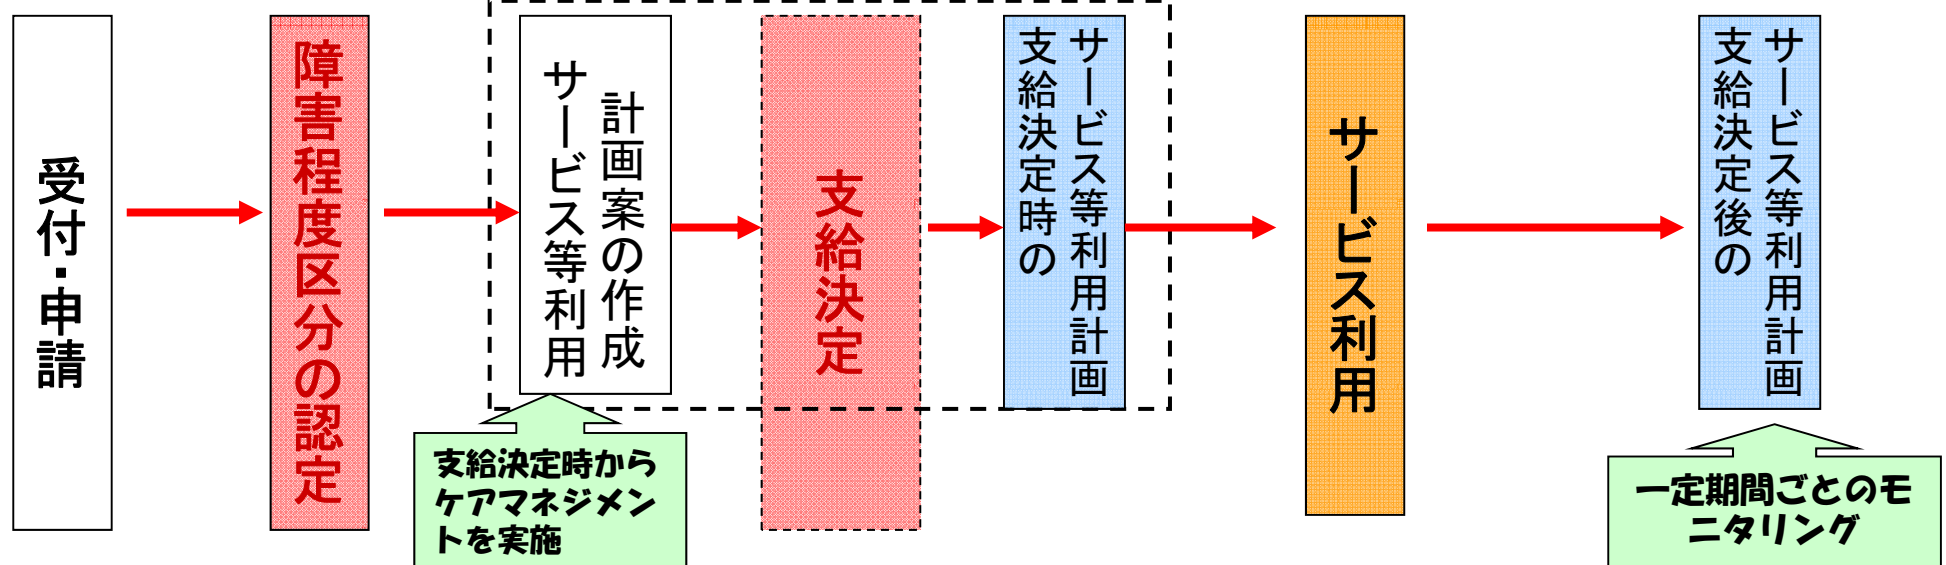 受付・申請
障害程度区分の認定
サービス等利用
計画案の作成
支給決定
サービス等利用計画
支給決定時の
サービス利用
サービス等利用計画
支給決定後の
支給決定時から
ケアマネジメン
トを実施
一定期間ごとのモ
ニタリング